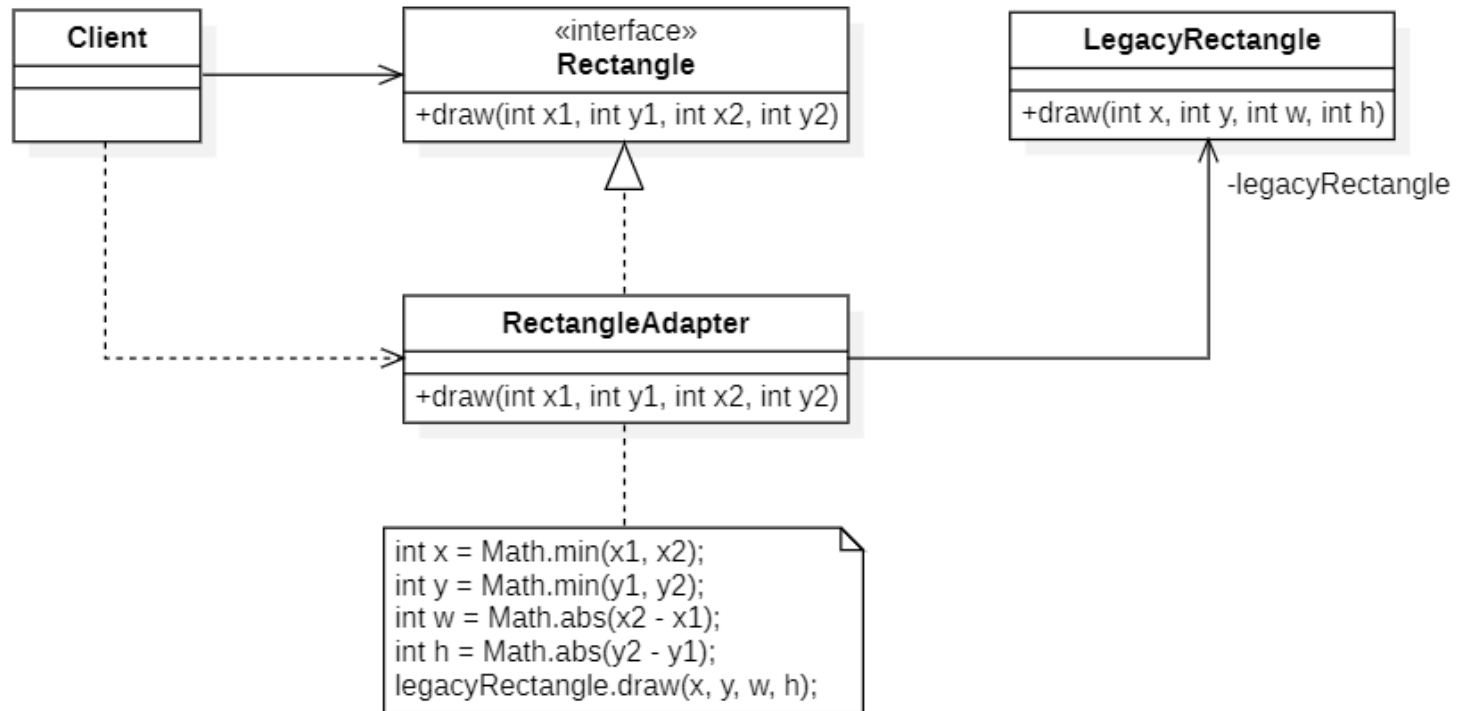 Client
«interface»
Rectangle
+draw(int x1, int y1, int x2, int y2)
LegacyRectangle
+draw(int x, int y, int w, int h)
-legacyRectangle
RectangleAdapter
+draw(int x1, int y1, int x2, int y2)
int x = Math.min(x1, x2);
int y = Math.min(y1, y2);
int w = Math.abs(x2 - x1);
int h = Math.abs(y2 - y1);
legacyRectangle.draw(x, y, w, h);